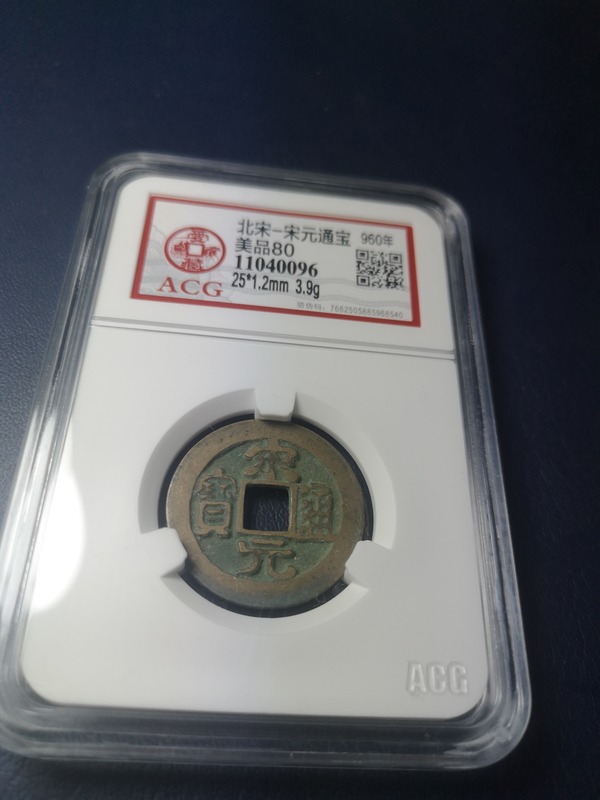 北宋-宋元通宝 960年
美品80
11040096
25*1.2mm 3.9g
ACG
宋
元
通
寳
ACG